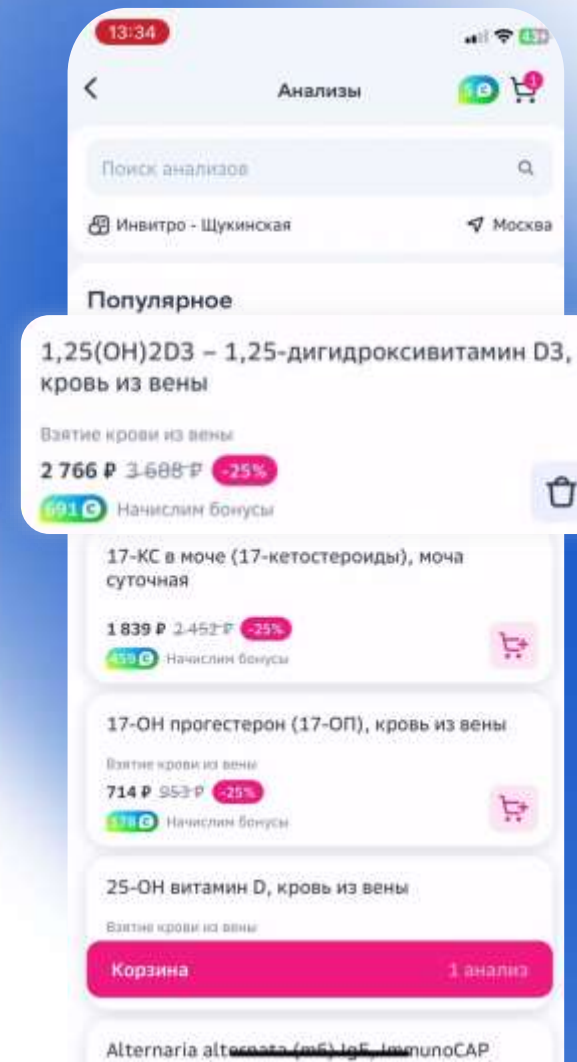 13:34
Анализы
1
Поиск анализов
Инвитро - Щукинская
Москва
Популярное
1,25(OH)2D3 – 1,25-дигидроксивитамин D3,
кровь из вены
Взятие крови из вены
2 766 ₽ 3 688 ₽ -25%
691 C Начислим бонусы
17-КС в моче (17-кетостероиды), моча
суточная
1 839 ₽ 2 452 ₽ -25%
459 C Начислим бонусы
17-ОН прогестерон (17-ОП), кровь из вены
Взятие крови из вены
714 ₽ 953 ₽ -25%
178 C Начислим бонусы
25-ОН витамин D, кровь из вены
Взятие крови из вены
Корзина
1 анализ
Alternaria alternata (m6) IgE, ImmunoCAP